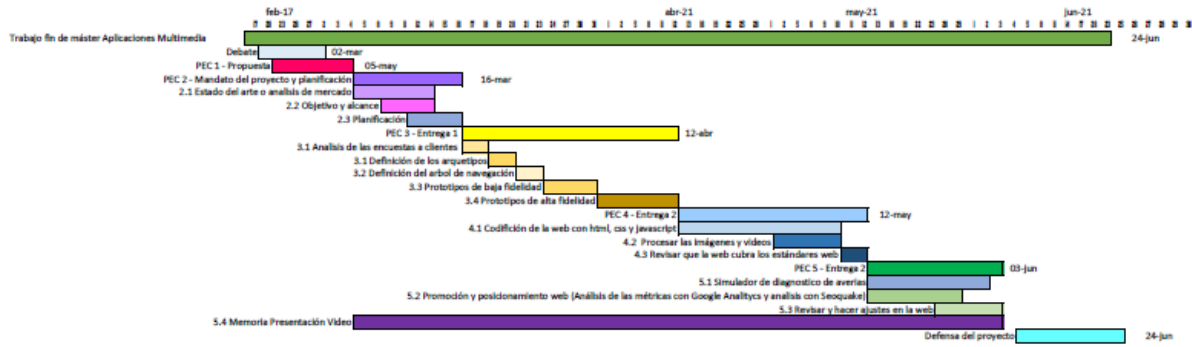 feb-17 abr-21 may-21 jun-21
Trabajo fin de máster Aplicaciones Multimedia 24-jun
Debate 02-mar
PEC 1 - Propuesta 05-may
PEC 2 - Mandato del proyecto y planificación 16-mar
2.1 Estado del arte o analisis de mercado
2.2 Objetivo y alcance
2.3 Planificación
PEC 3 - Entrega 1 12-abr
3.1 Analisis de las encuestas a clientes
3.1 Definición de los arquetipos
3.2 Definición del arbol de navegación
3.3 Prototipos de baja fidelidad
3.4 Prototipos de alta fidelidad
PEC 4 - Entrega 2 12-may
4.1 Codifición de la web con html, css y javascript
4.2 Procesar las imágenes y videos
4.3 Revisar que la web cubra los estándares web
PEC 5 - Entrega 2 03-jun
5.1 Simulador de diagnostico de averias
5.2 Promoción y posicionamiento web (Análisis de las métricas con Google Analitycs y analisis con Seoquake)
5.3 Revisar y hacer ajustes en la web
5.4 Memoria Presentación Video
Defensa del proyecto 24-jun